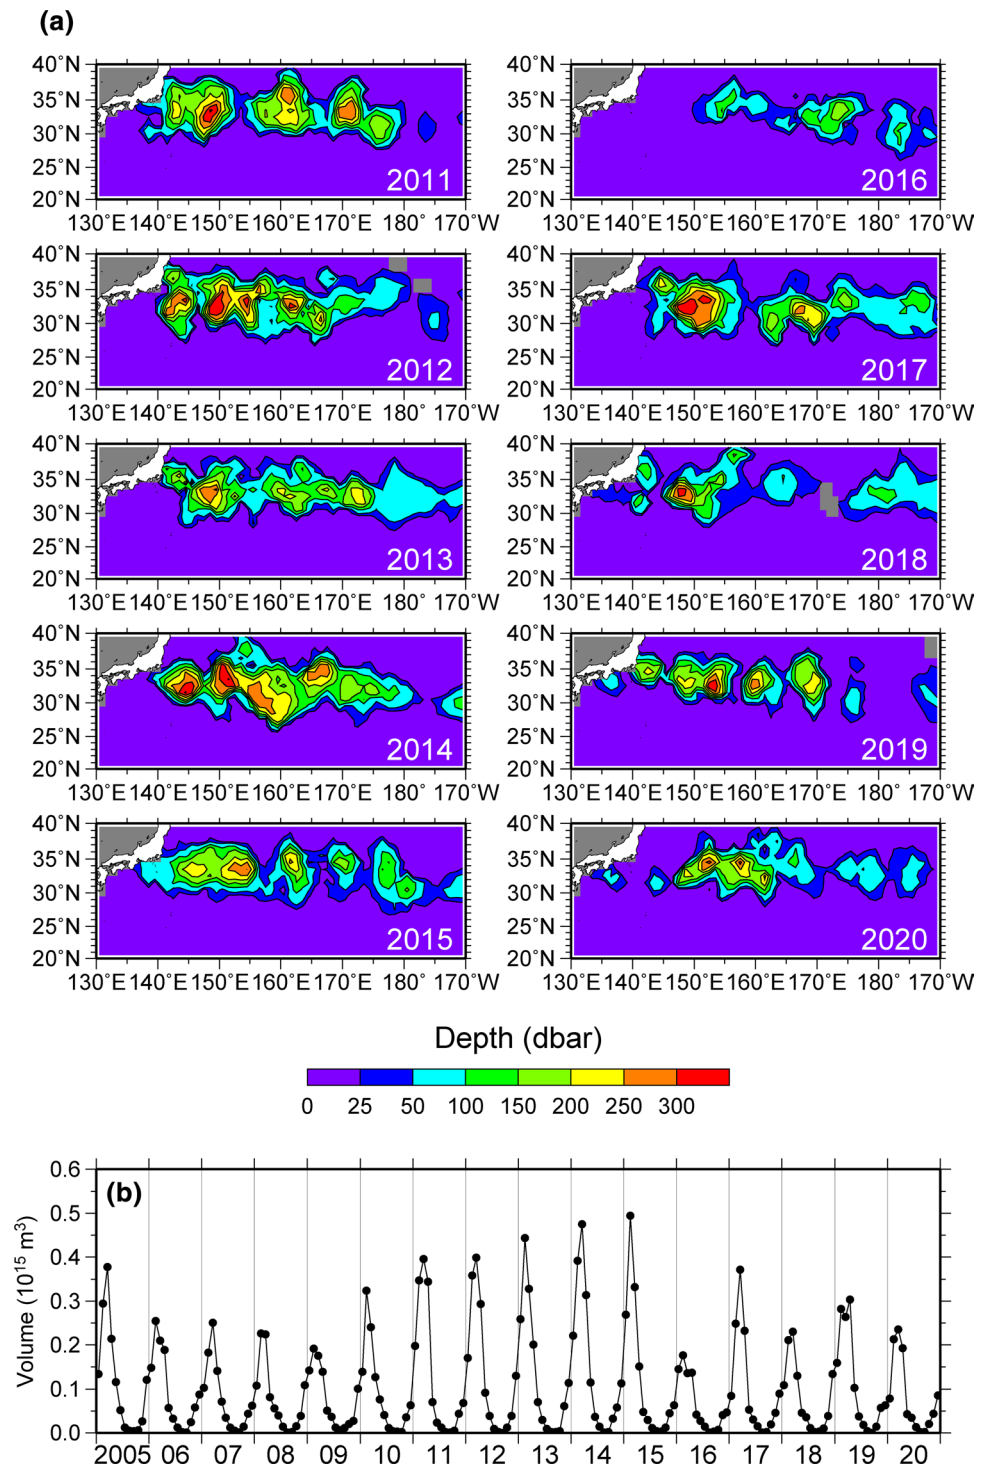 (a)
40˚N 40˚N
35˚N 35˚N
30˚N 30˚N
25˚N 25˚N
20˚N 20˚N
2011 2016
130˚E 140˚E 150˚E 160˚E 170˚E 180˚ 170˚W 130˚E 140˚E 150˚E 160˚E 170˚E 180˚ 170˚W
40˚N 40˚N
35˚N 35˚N
30˚N 30˚N
25˚N 25˚N
20˚N 20˚N
2012 2017
130˚E 140˚E 150˚E 160˚E 170˚E 180˚ 170˚W 130˚E 140˚E 150˚E 160˚E 170˚E 180˚ 170˚W
40˚N 40˚N
35˚N 35˚N
30˚N 30˚N
25˚N 25˚N
20˚N 20˚N
2013 2018
130˚E 140˚E 150˚E 160˚E 170˚E 180˚ 170˚W 130˚E 140˚E 150˚E 160˚E 170˚E 180˚ 170˚W
40˚N 40˚N
35˚N 35˚N
30˚N 30˚N
25˚N 25˚N
20˚N 20˚N
2014 2019
130˚E 140˚E 150˚E 160˚E 170˚E 180˚ 170˚W 130˚E 140˚E 150˚E 160˚E 170˚E 180˚ 170˚W
40˚N 40˚N
35˚N 35˚N
30˚N 30˚N
25˚N 25˚N
20˚N 20˚N
2015 2020
130˚E 140˚E 150˚E 160˚E 170˚E 180˚ 170˚W 130˚E 140˚E 150˚E 160˚E 170˚E 180˚ 170˚W
Depth (dbar)
0 25 50 100 150 200 250 300
(b)
Volume (10¹⁵ m³)
0.6
0.5
0.4
0.3
0.2
0.1
0.0
2005 06 07 08 09 10 11 12 13 14 15 16 17 18 19 20